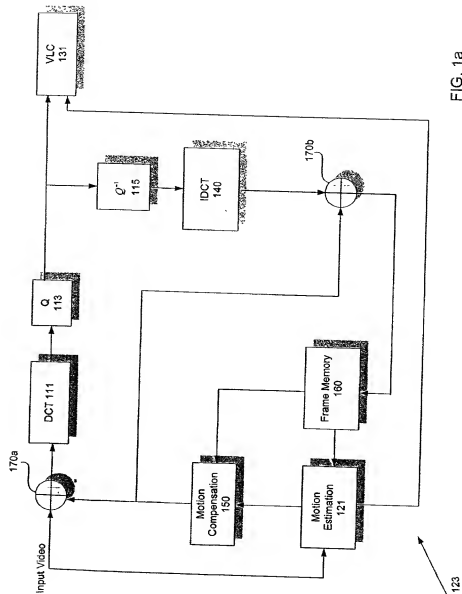 Input Video
170a
DCT 111
Q
113
VLC
131
Q⁻¹
115
IDCT
140
170b
Motion
Compensation
150
Frame Memory
160
Motion
Estimation
121
123
FIG. 1a